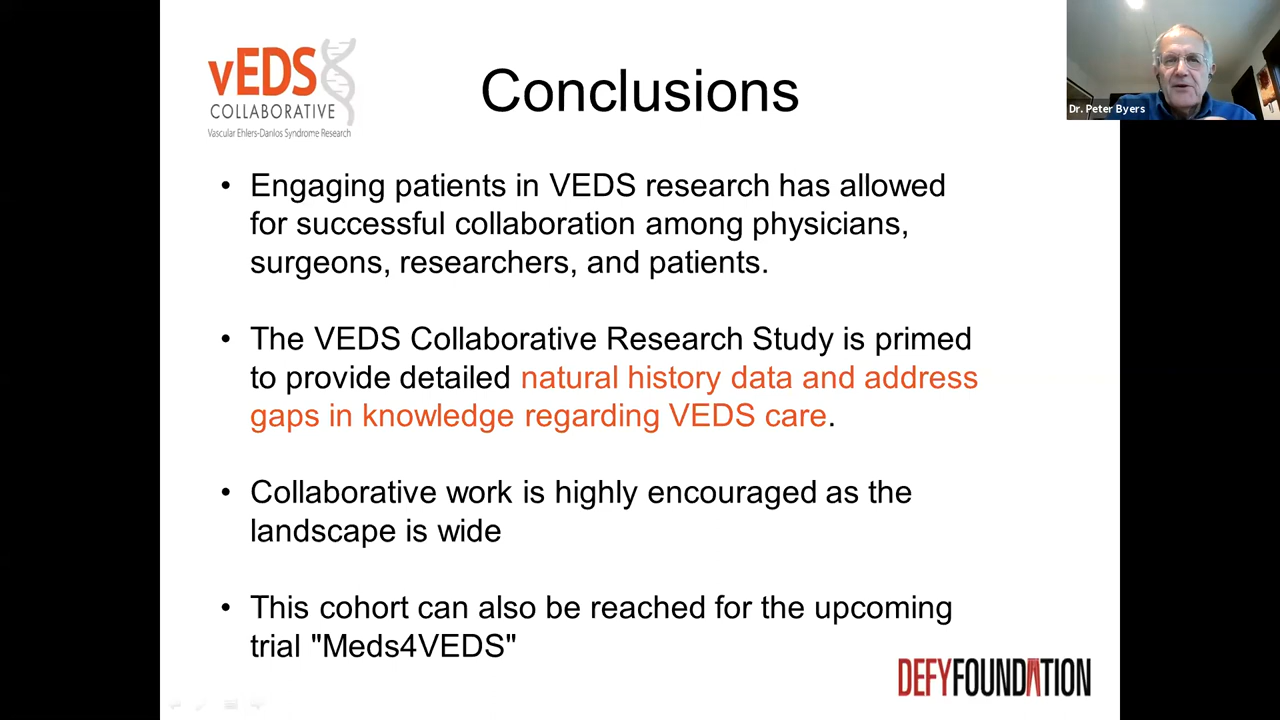 vEDS
COLLABORATIVE
Vascular Ehlers-Danlos Syndrome Research
Conclusions
Dr. Peter Byers
• Engaging patients in VEDS research has allowed
for successful collaboration among physicians,
surgeons, researchers, and patients.
• The VEDS Collaborative Research Study is primed
to provide detailed natural history data and address
gaps in knowledge regarding VEDS care.
• Collaborative work is highly encouraged as the
landscape is wide
• This cohort can also be reached for the upcoming
trial "Meds4VEDS"
DEFYFOUNDATION